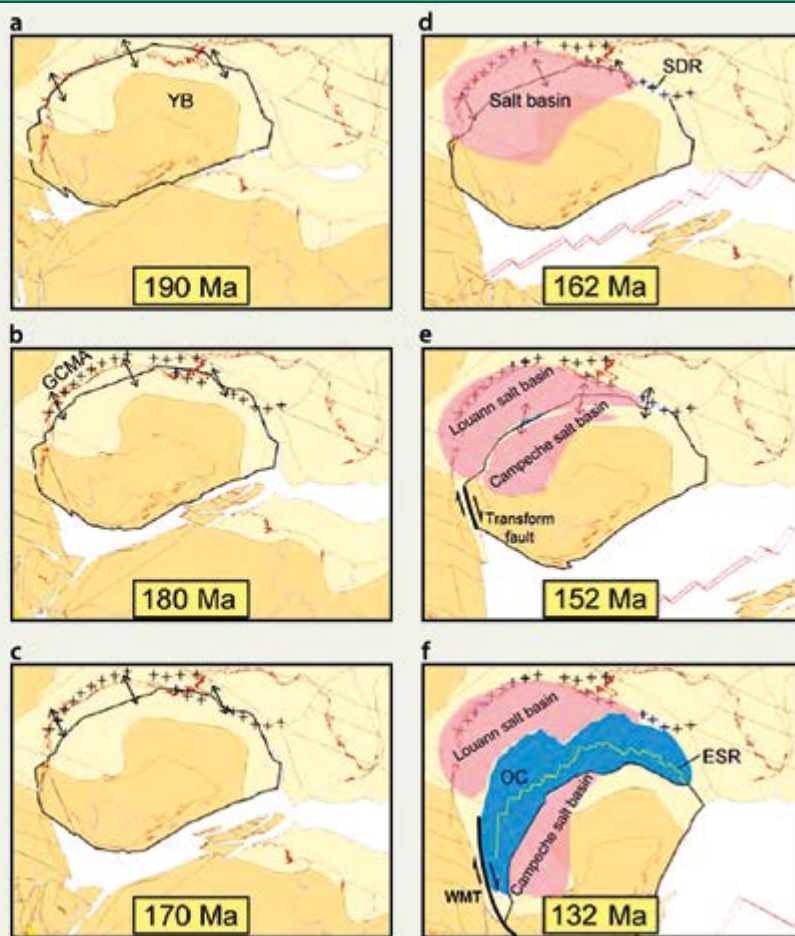 a
YB
190 Ma
b
GCMA
180 Ma
c
170 Ma
d
SDR
Salt basin
162 Ma
e
Louann salt basin
Campeche salt basin
Transform
fault
152 Ma
f
Louann salt basin
OC
ESR
Campeche salt basin
WMT
132 Ma